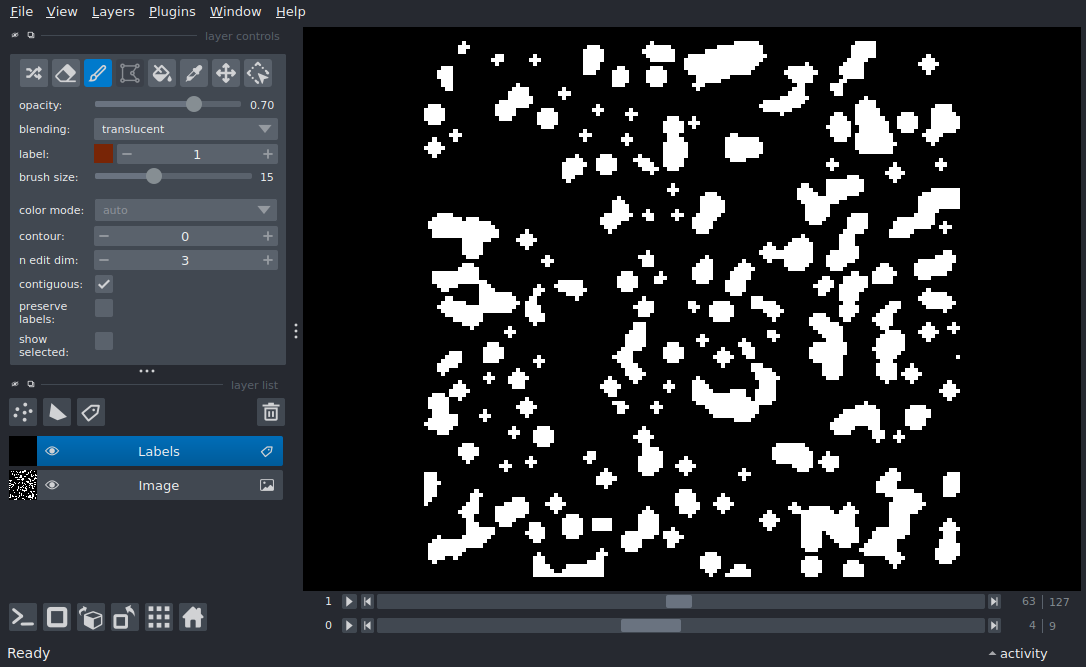 File View Layers Plugins Window Help
layer controls
opacity: 0.70
blending: translucent
label: 1
brush size: 15
color mode: auto
contour: 0
n edit dim: 3
contiguous:
preserve
labels:
show
selected:
layer list
Labels
Image
1 63 127
0 4 9
Ready activity